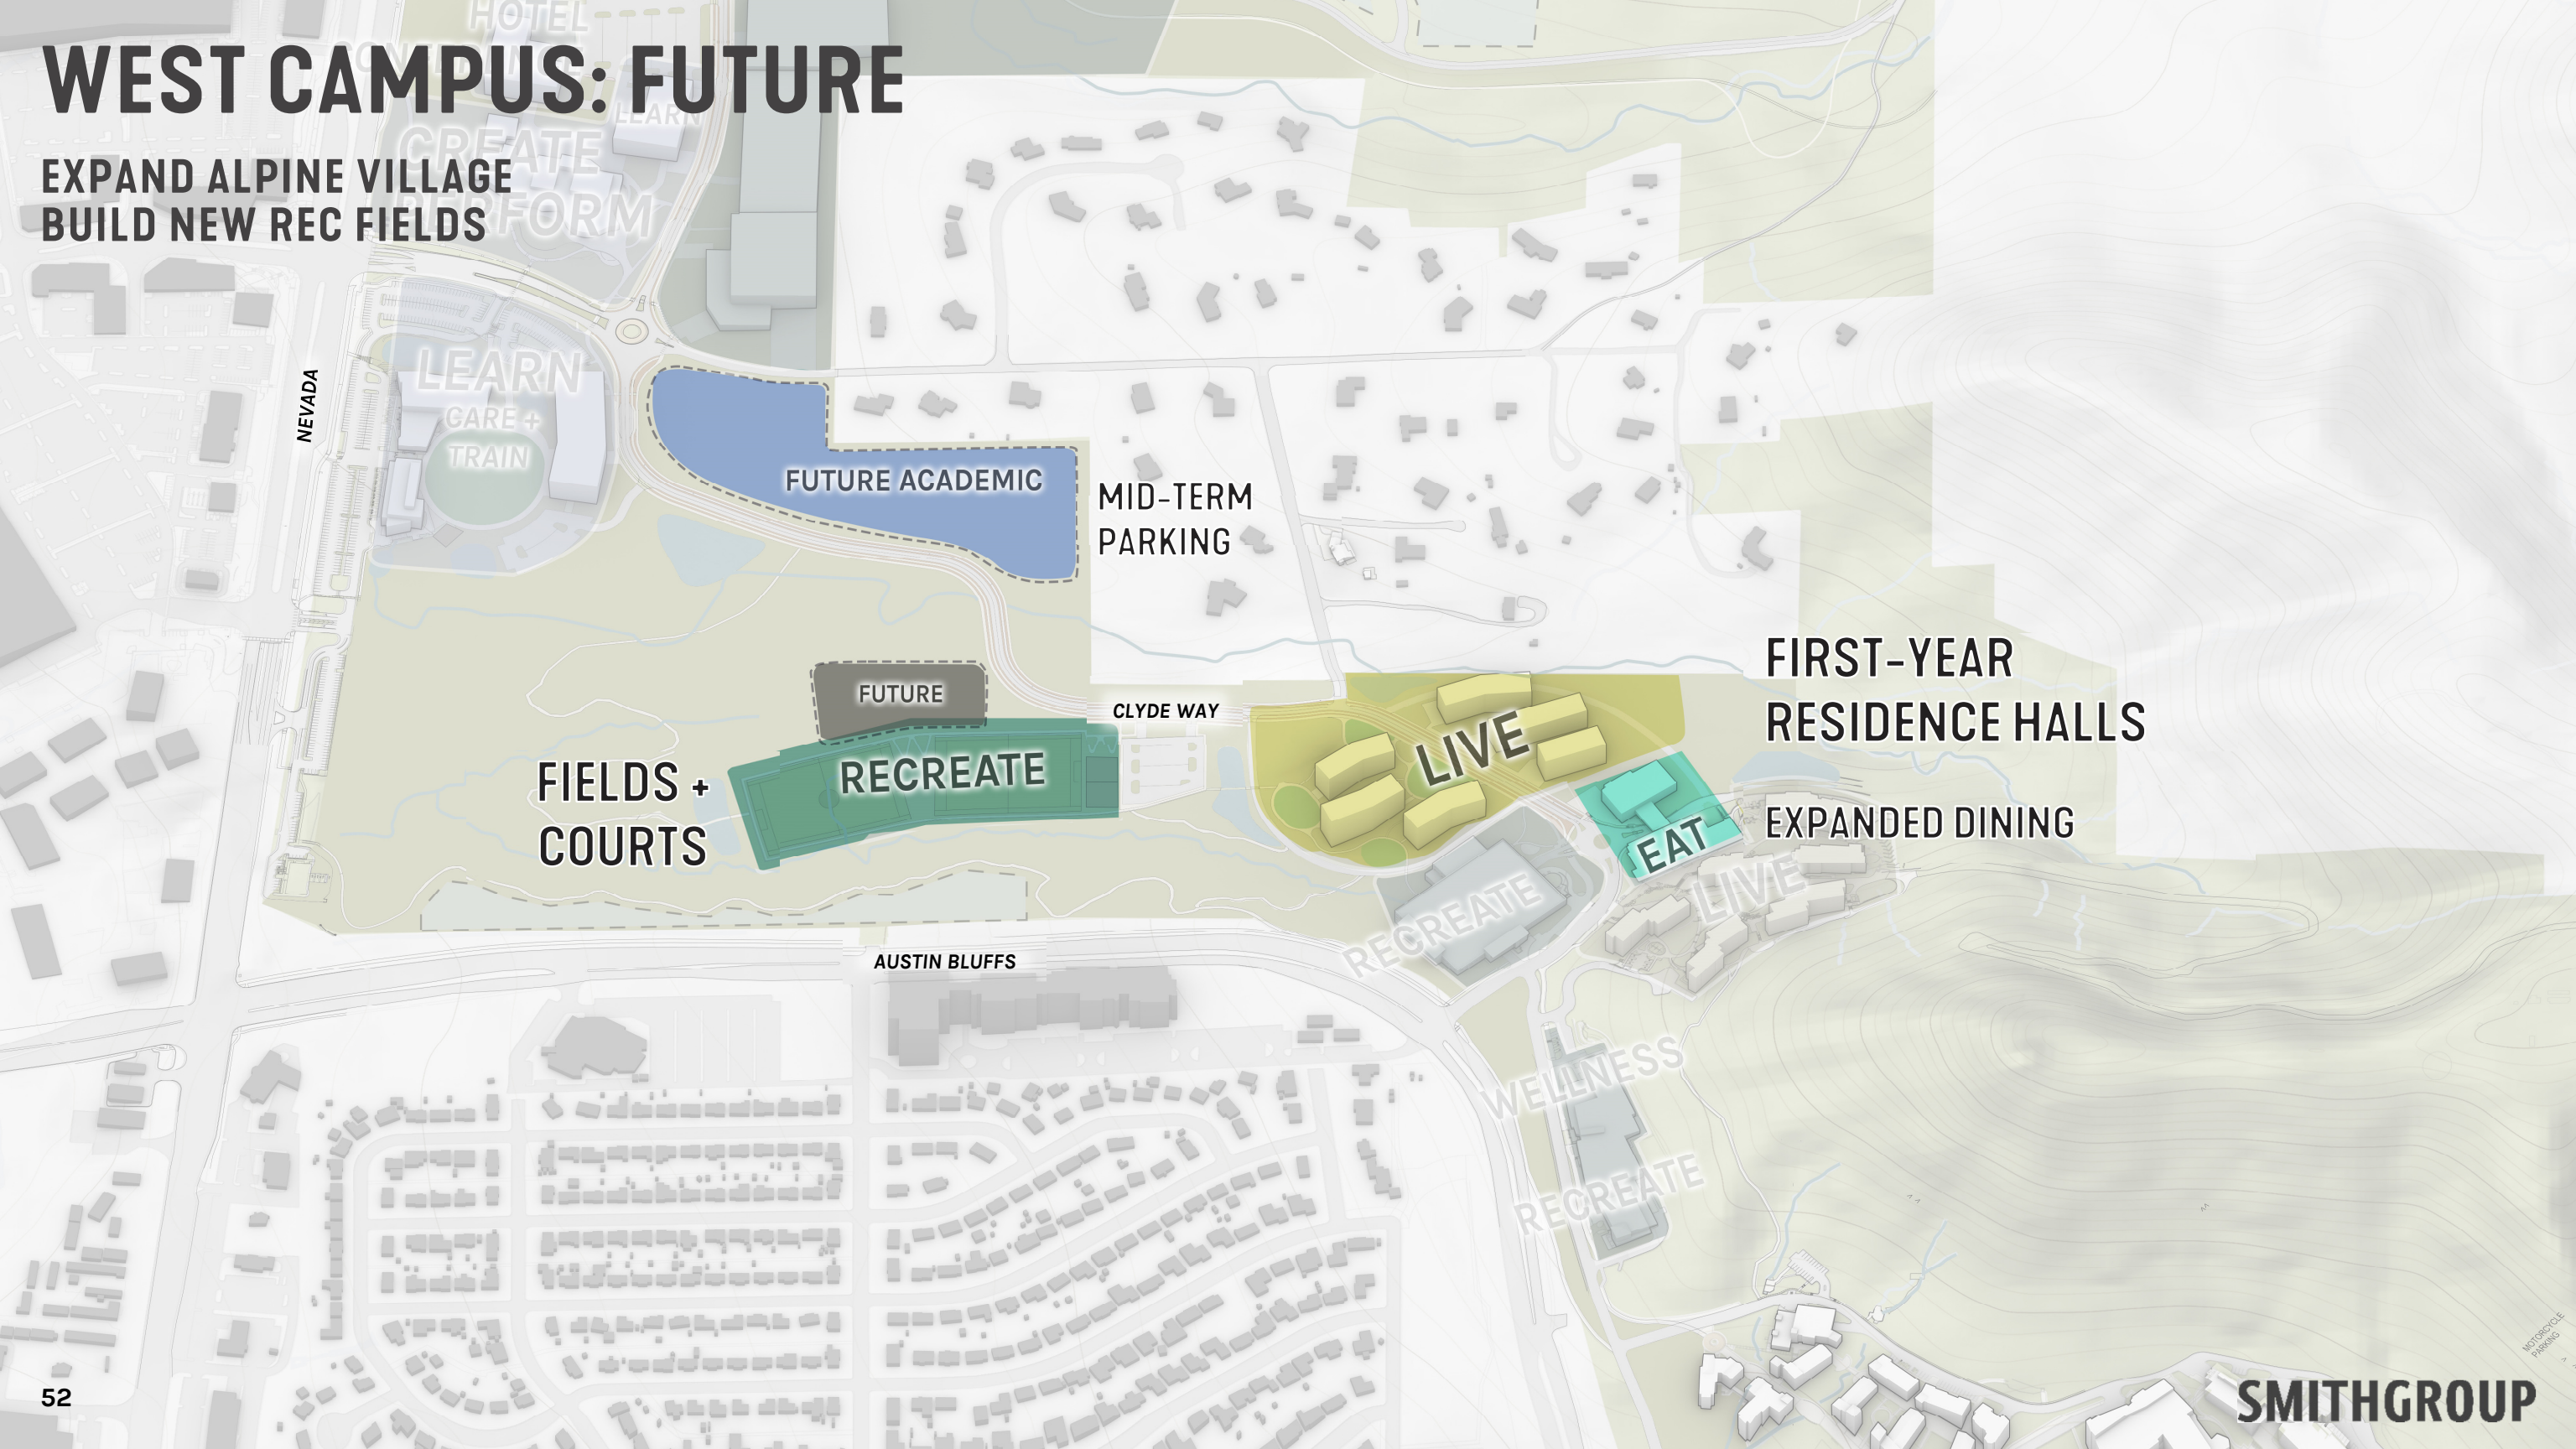 WEST CAMPUS: FUTURE
EXPAND ALPINE VILLAGE
BUILD NEW REC FIELDS
HOTEL
LEARN
CREATE
PERFORM
LEARN
CARE +
TRAIN
NEVADA
FUTURE ACADEMIC
MID-TERM
PARKING
FUTURE
CLYDE WAY
RECREATE
FIELDS +
COURTS
LIVE
FIRST-YEAR
RESIDENCE HALLS
EAT
EXPANDED DINING
LIVE
RECREATE
AUSTIN BLUFFS
WELLNESS
RECREATE
MOTORCYCLE
PARKING
52
SMITHGROUP